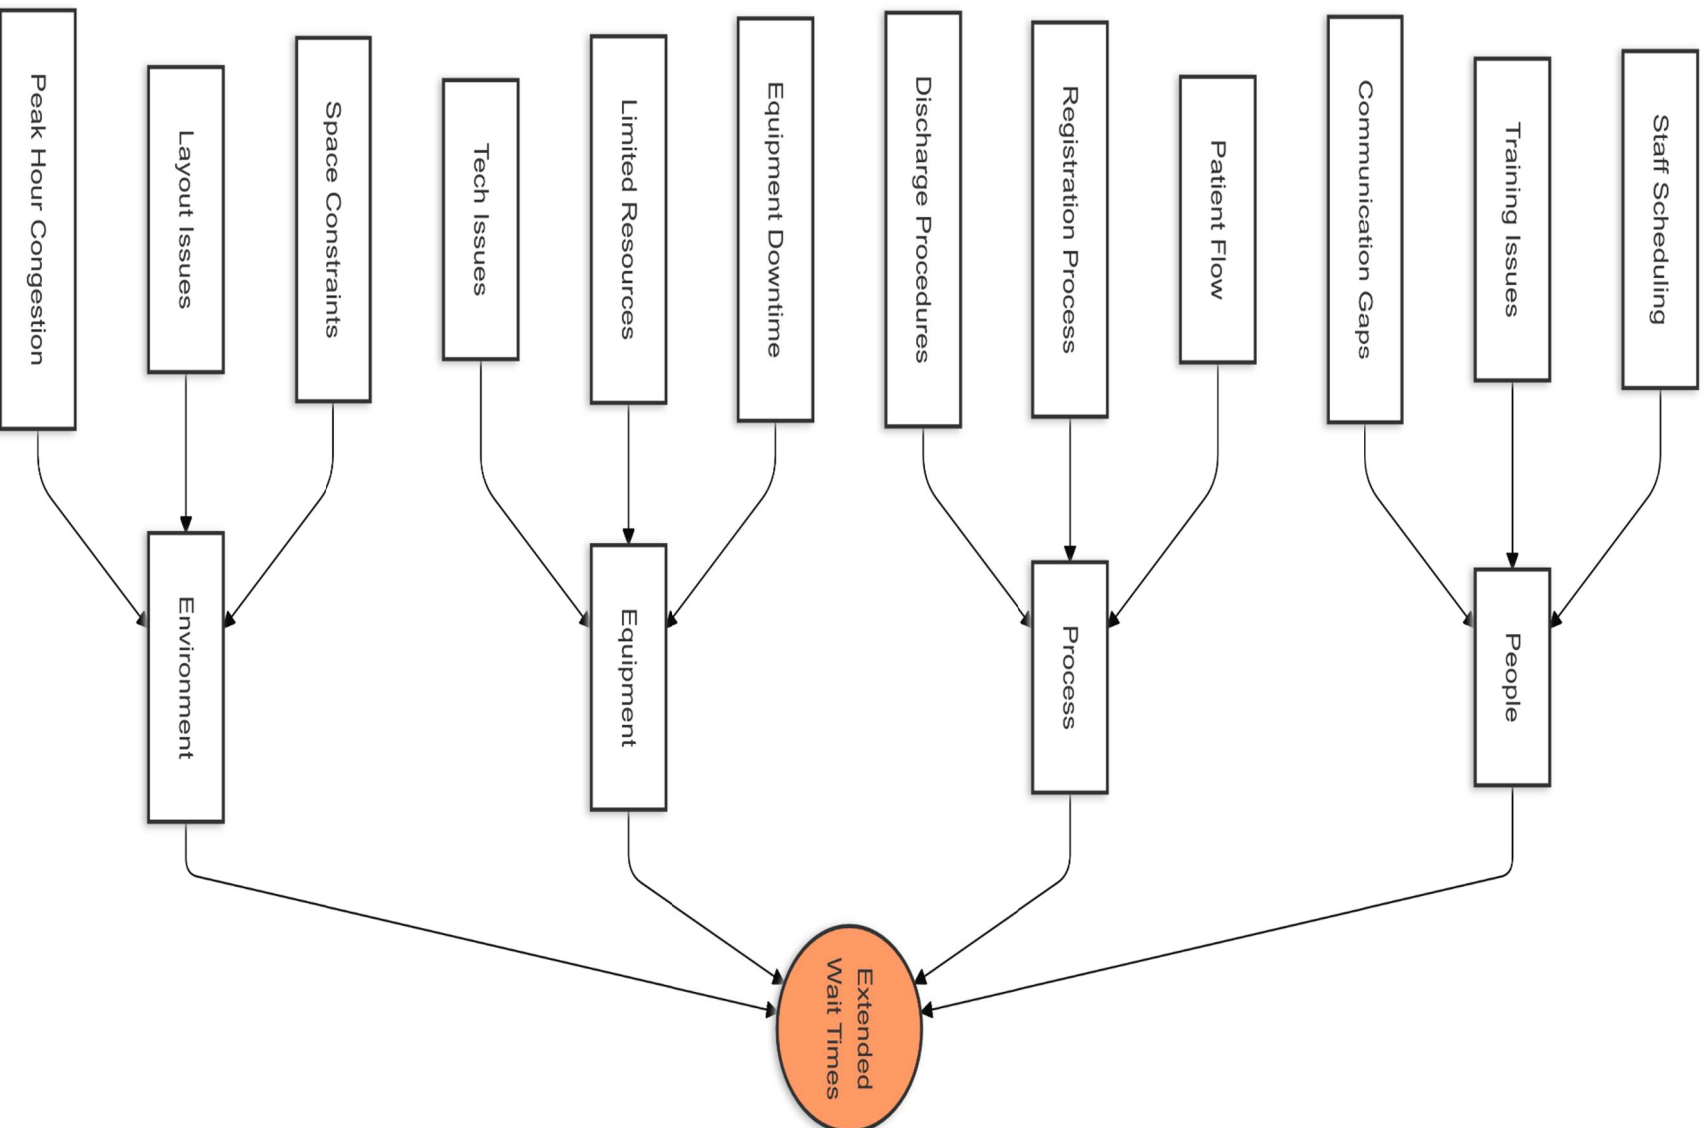 Staff Scheduling
Training Issues
People
Communication Gaps
Patient Flow
Registration Process
Process
Discharge Procedures
Extended
Wait Times
Equipment Downtime
Limited Resources
Equipment
Tech Issues
Space Constraints
Layout Issues
Environment
Peak Hour Congestion